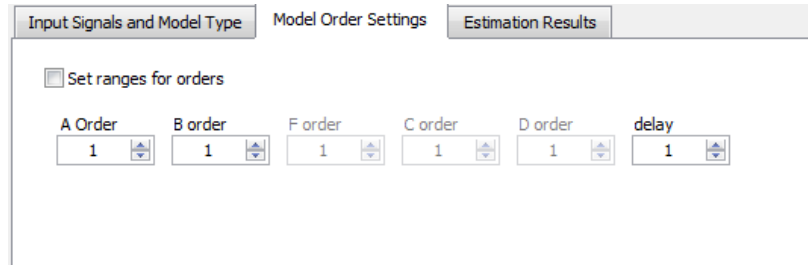 Input Signals and Model Type Model Order Settings Estimation Results
Set ranges for orders
A Order B order F order C order D order delay
1 1 1 1 1 1